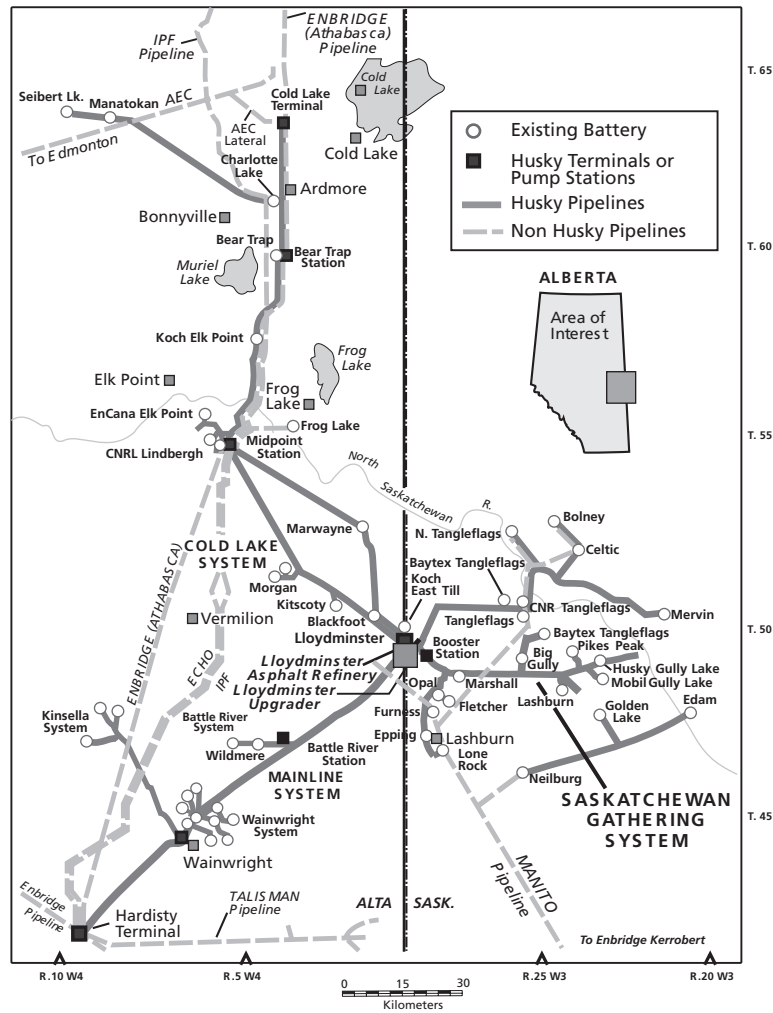 ENBRIDGE
(Athabasca)
Pipeline
IPF
Pipeline
T. 65
Seibert Lk.
Manatokan
AEC
Cold Lake
Terminal
Cold
Lake
AEC
Lateral
To Edmonton
Cold Lake
Charlotte
Lake
Ardmore
Bonnyville
Existing Battery
Husky Terminals or
Pump Stations
Husky Pipelines
Non Husky Pipelines
T. 60
Bear Trap
Bear Trap
Station
Muriel
Lake
ALBERTA
Area of
Interest
Koch Elk Point
Frog
Lake
Elk Point
Frog
Lake
EnCana Elk Point
Frog Lake
CNRL Lindbergh
Midpoint
Station
T. 55
North
Saskatchewan
R.
Marwayne
N. Tangleflags
Bolney
Celtic
COLD LAKE
SYSTEM
Baytex Tangleflags
Koch
East Till
Morgan
Kitscoty
Blackfoot
CNR Tangleflags
Tangleflags
Mervin
Vermilion
ENBRIDGE (ATHABASCA)
ECHO
IPF
Lloydminster
Booster
Station
T. 50
Baytex Tangleflags
Pikes Peak
Big
Gully
Husky Gully Lake
Mobil Gully Lake
Lloydminster
Asphalt Refinery
Lloydminster
Upgrader
Opal
Marshall
Lashburn
Edam
Fletcher
Golden
Lake
Furness
Epping
Lashburn
Lone
Rock
Kinsella
System
Battle River
System
Wildmere
Battle River
Station
MAINLINE
SYSTEM
Neilburg
SASKATCHEWAN
GATHERING
SYSTEM
T. 45
Wainwright
System
Wainwright
MANITO
Pipeline
Enbridge
Pipeline
Hardisty
Terminal
TALISMAN
Pipeline
ALTA
SASK.
To Enbridge Kerrobert
R.10 W4
R.5 W4
R.25 W3
R.20 W3
0 15 30
Kilometers